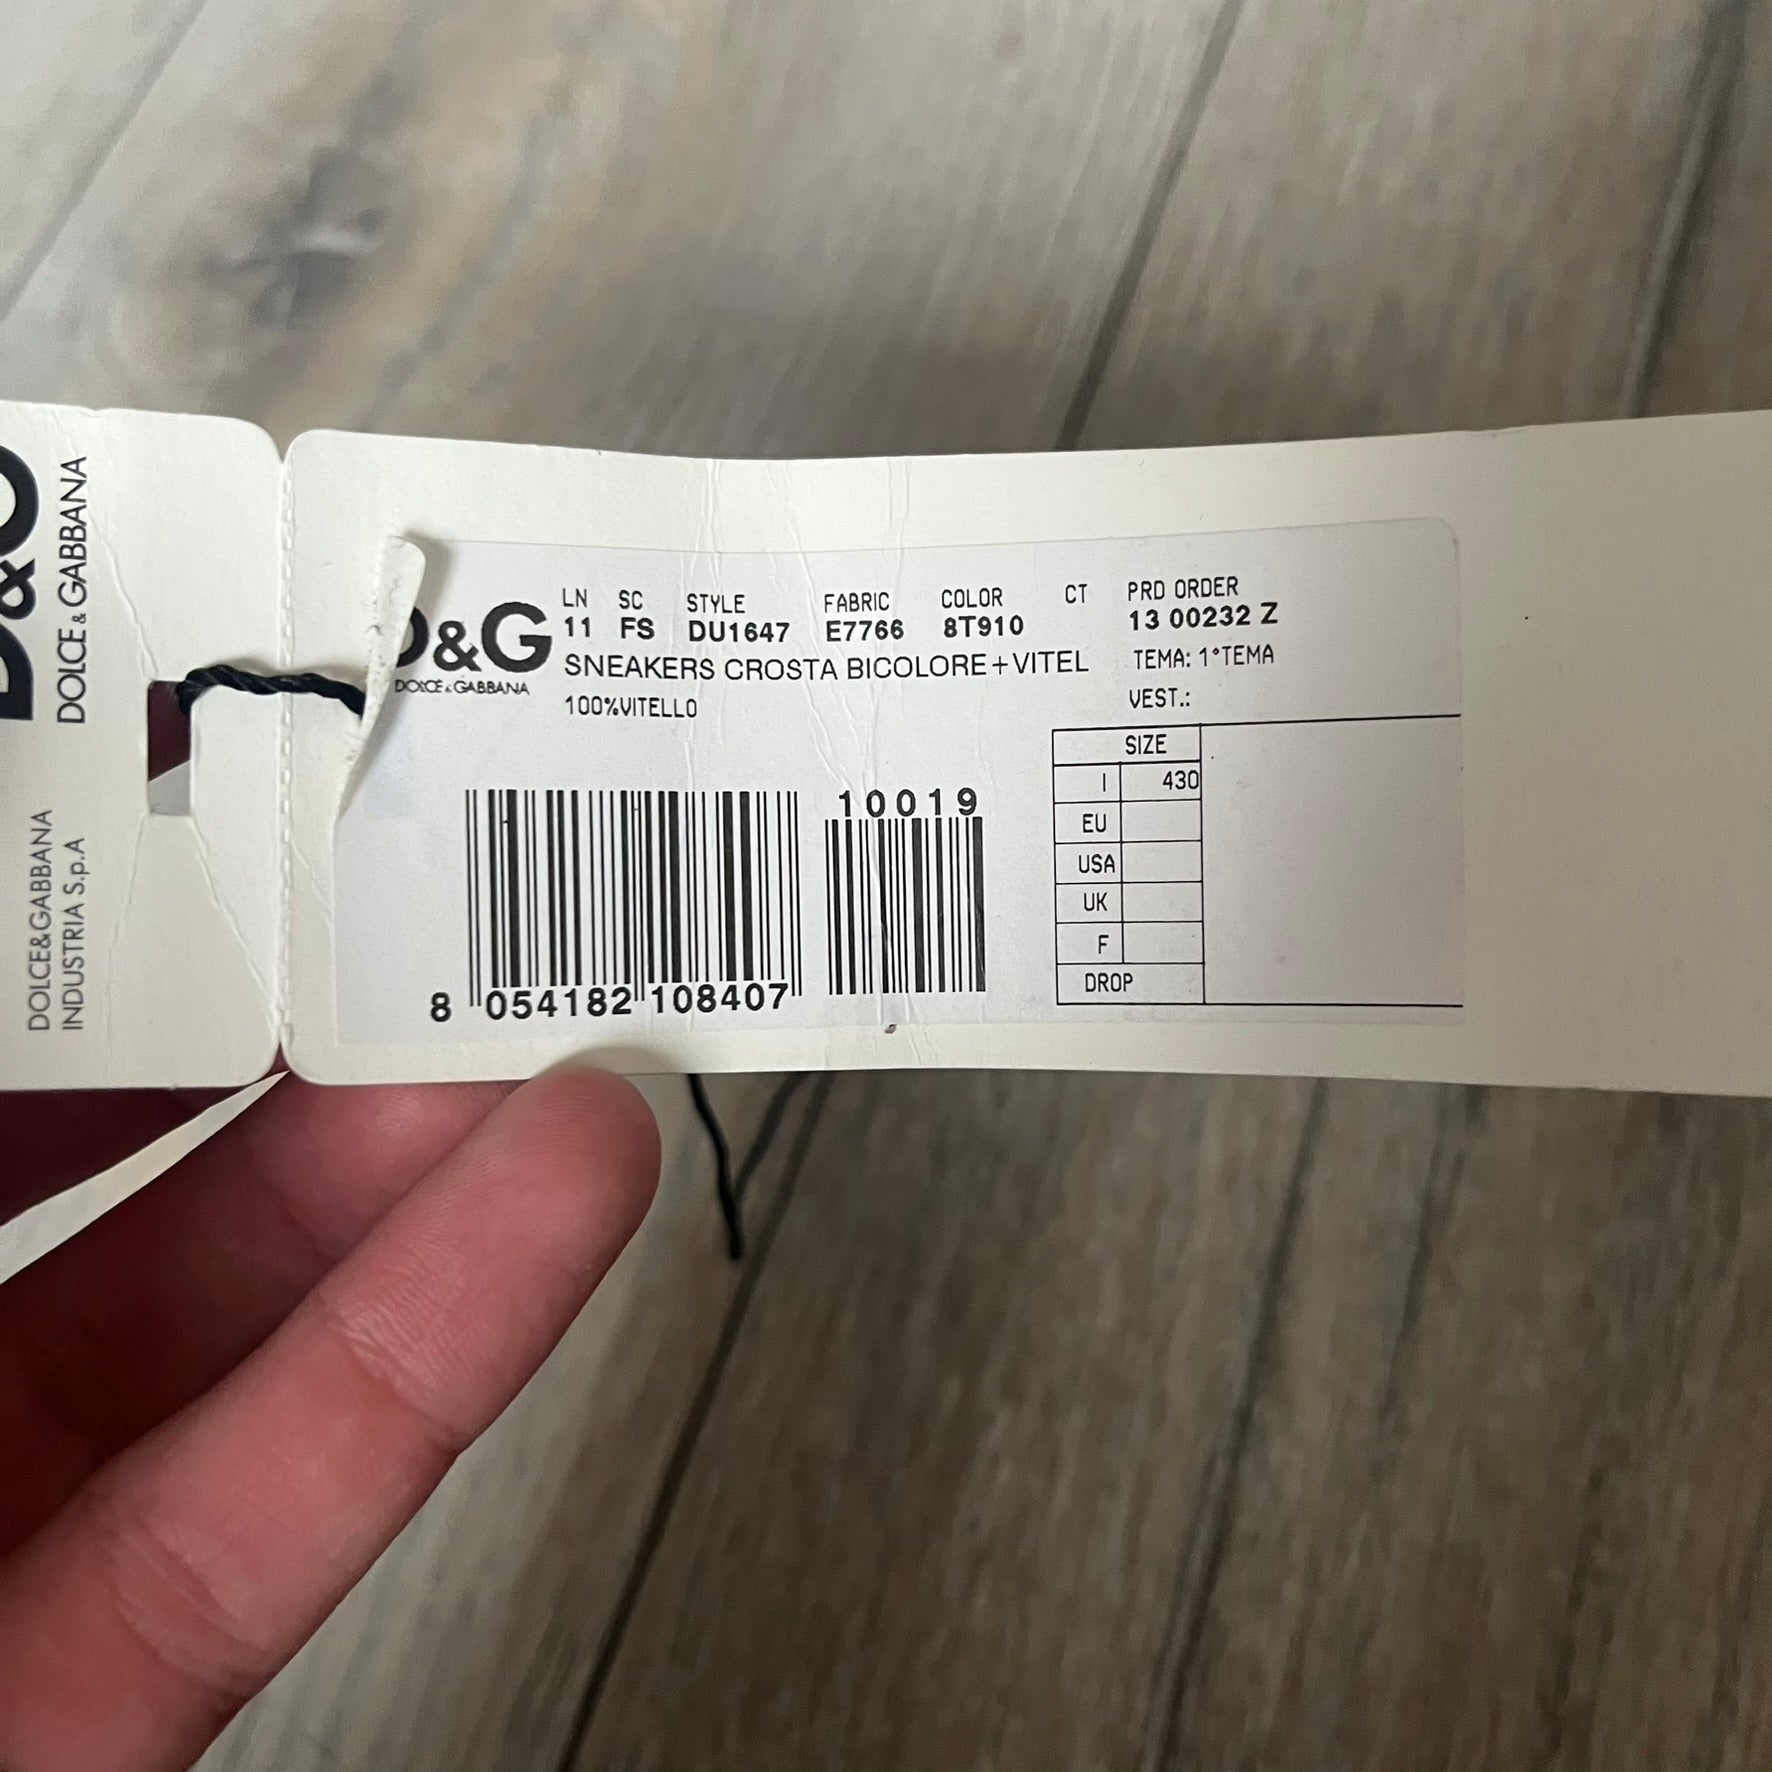 D&G
DOLCE & GABBANA
DOLCE&GABBANA
INDUSTRIA S.p.A
D&G
DOLCE & GABBANA
LN SC STYLE FABRIC COLOR CT PRD ORDER
11 FS DU1647 E7766 8T910 13 00232 Z
SNEAKERS CROSTA BICOLORE+VITEL TEMA: 1°TEMA
100%VITELLO VEST.:
SIZE
I 430
EU
USA
UK
F
DROP
10019
8 054182 108407